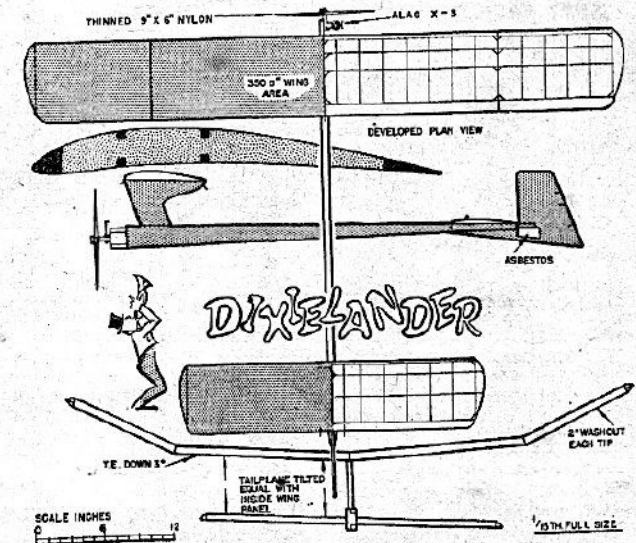 THINNED 9" X 6" NYLON
ALAG X-3
350 □" WING
AREA
DEVELOPED PLAN VIEW
ASBESTOS
DIXIELANDER
2° WASHOUT
EACH TIP
T.E. DOWN 3°
TAILPLANE TILTED
EQUAL WITH
INSIDE WING
PANEL
SCALE INCHES
0 6 12
1/15TH. FULL SIZE